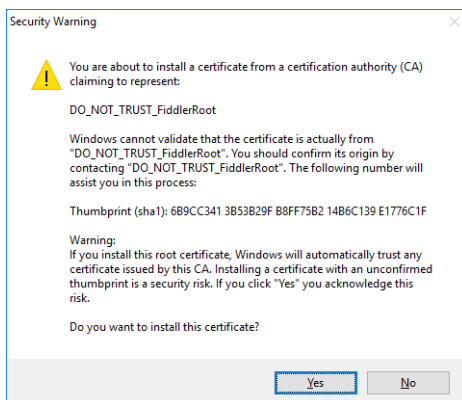 Security Warning
You are about to install a certificate from a certification authority (CA)
claiming to represent:
DO_NOT_TRUST_FiddlerRoot
Windows cannot validate that the certificate is actually from
"DO_NOT_TRUST_FiddlerRoot". You should confirm its origin by
contacting "DO_NOT_TRUST_FiddlerRoot". The following number will
assist you in this process:
Thumbprint (sha1): 6B9CC341 3B53B29F B8FF75B2 14B6C139 E1776C1F
Warning:
If you install this root certificate, Windows will automatically trust any
certificate issued by this CA. Installing a certificate with an unconfirmed
thumbprint is a security risk. If you click "Yes" you acknowledge this
risk.
Do you want to install this certificate?
Yes
No